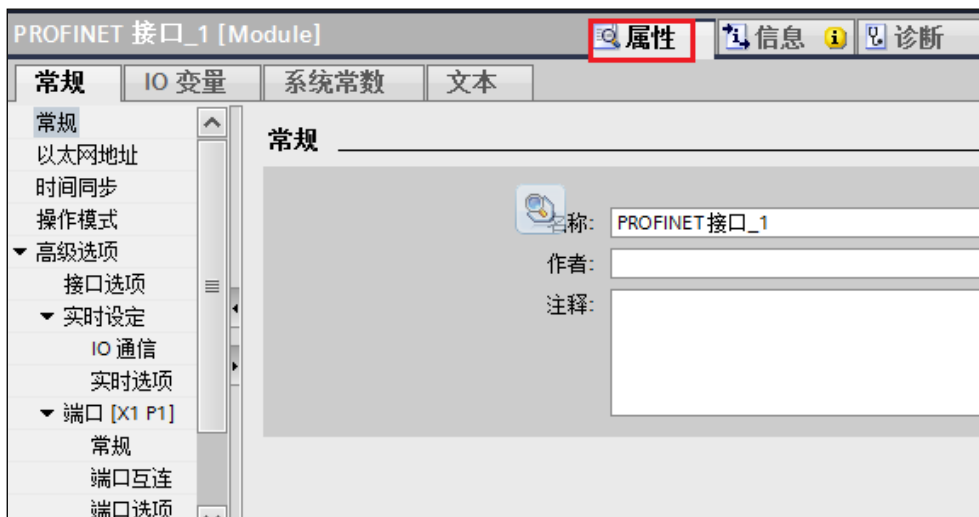 PROFINET 接口_1 [Module]
属性
信息
诊断
常规
IO 变量
系统常数
文本
常规
以太网地址
时间同步
操作模式
高级选项
接口选项
实时设定
IO 通信
实时选项
端口 [X1 P1]
常规
端口互连
端口选项
常规
名称: PROFINET接口_1
作者:
注释: